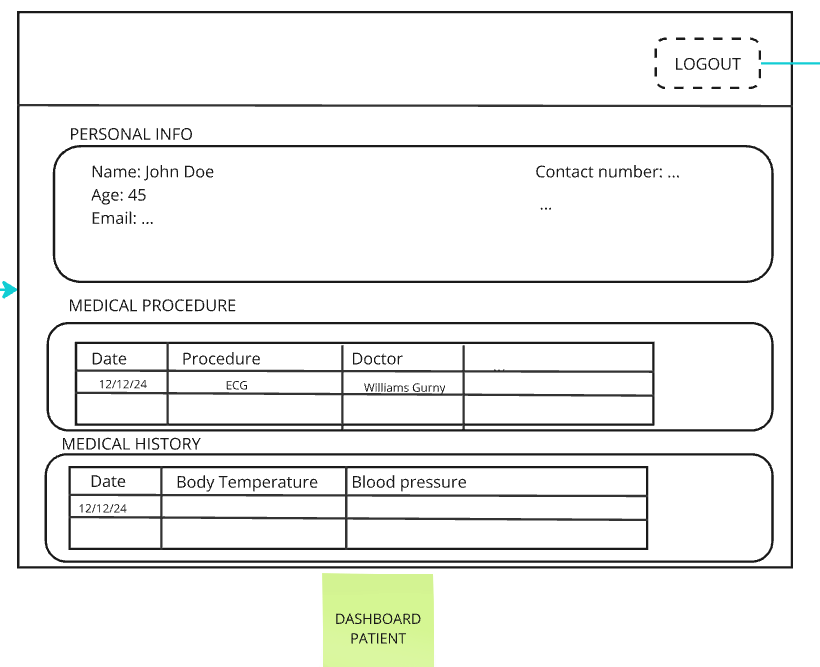 LOGOUT
PERSONAL INFO
Name: John Doe
Contact number: ...
Age: 45
...
Email: ...
MEDICAL PROCEDURE
Date Procedure Doctor ...
12/12/24 ECG Williams Gurny
MEDICAL HISTORY
Date Body Temperature Blood pressure
12/12/24
DASHBOARD
PATIENT